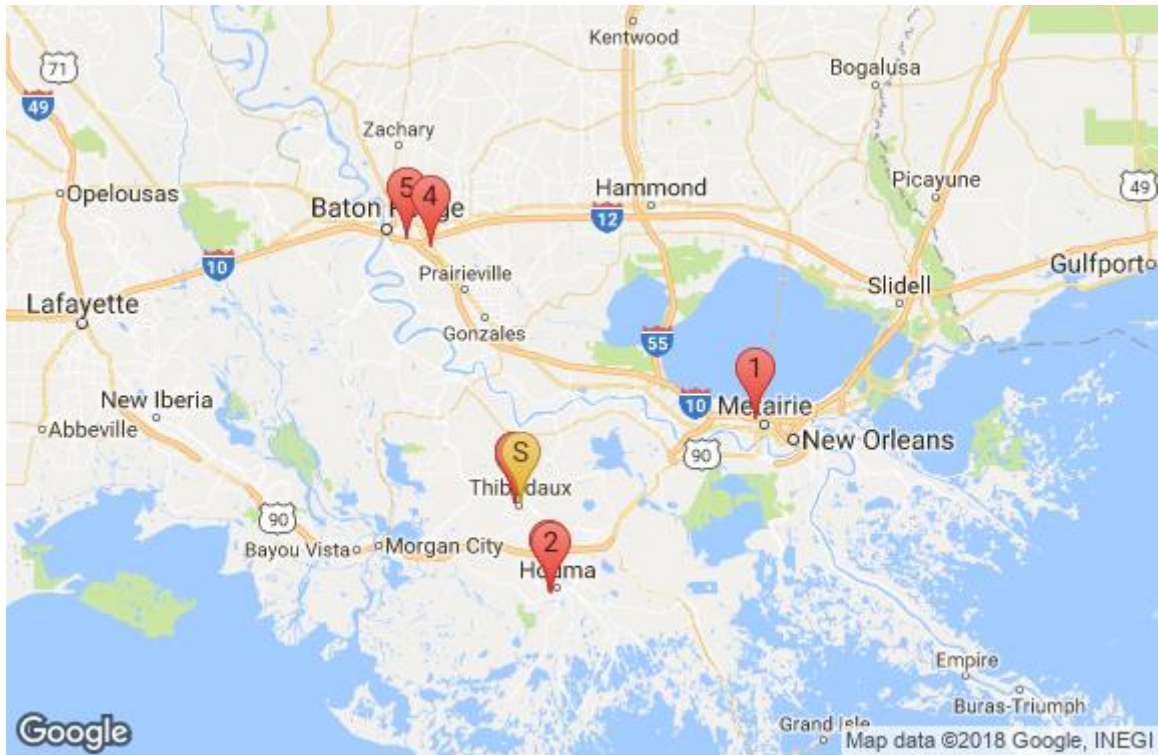 Kentwood
71
Bogalusa
49
Zachary
Opelousas
Picayune
49
5
4
Hammond
Baton Rouge
12
10
Prairieville
Gulfport
Slidell
Lafayette
Gonzales
55
1
New Iberia
10
Metairie
Abbeville
90
New Orleans
S
Thibodaux
90
Bayou Vista
Morgan City
2
Houma
Empire
Buras-Triumph
Grand Isle
Google
Map data ©2018 Google, INEGI